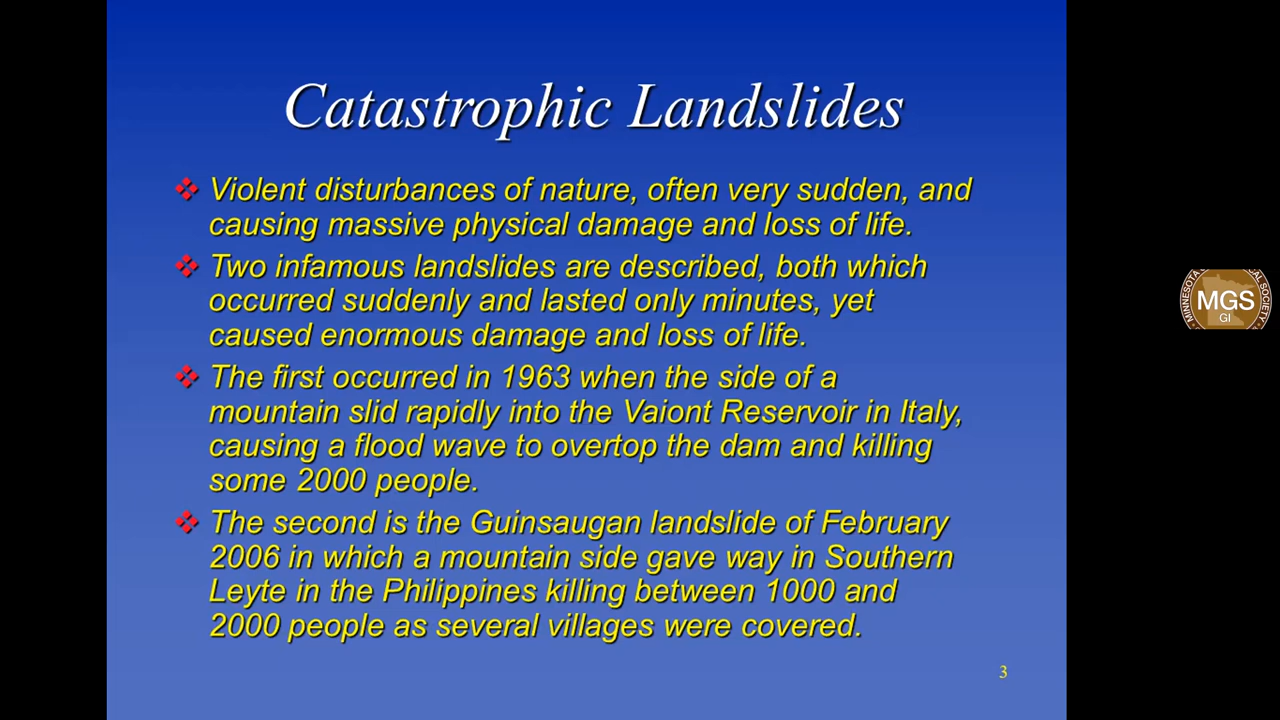 Catastrophic Landslides
Violent disturbances of nature, often very sudden, and
causing massive physical damage and loss of life.
Two infamous landslides are described, both which
occurred suddenly and lasted only minutes, yet
caused enormous damage and loss of life.
The first occurred in 1963 when the side of a
mountain slid rapidly into the Vaiont Reservoir in Italy,
causing a flood wave to overtop the dam and killing
some 2000 people.
The second is the Guinsaugan landslide of February
2006 in which a mountain side gave way in Southern
Leyte in the Philippines killing between 1000 and
2000 people as several villages were covered.
3
MINNESOTA
CAL SOCIETY
MGS
GI